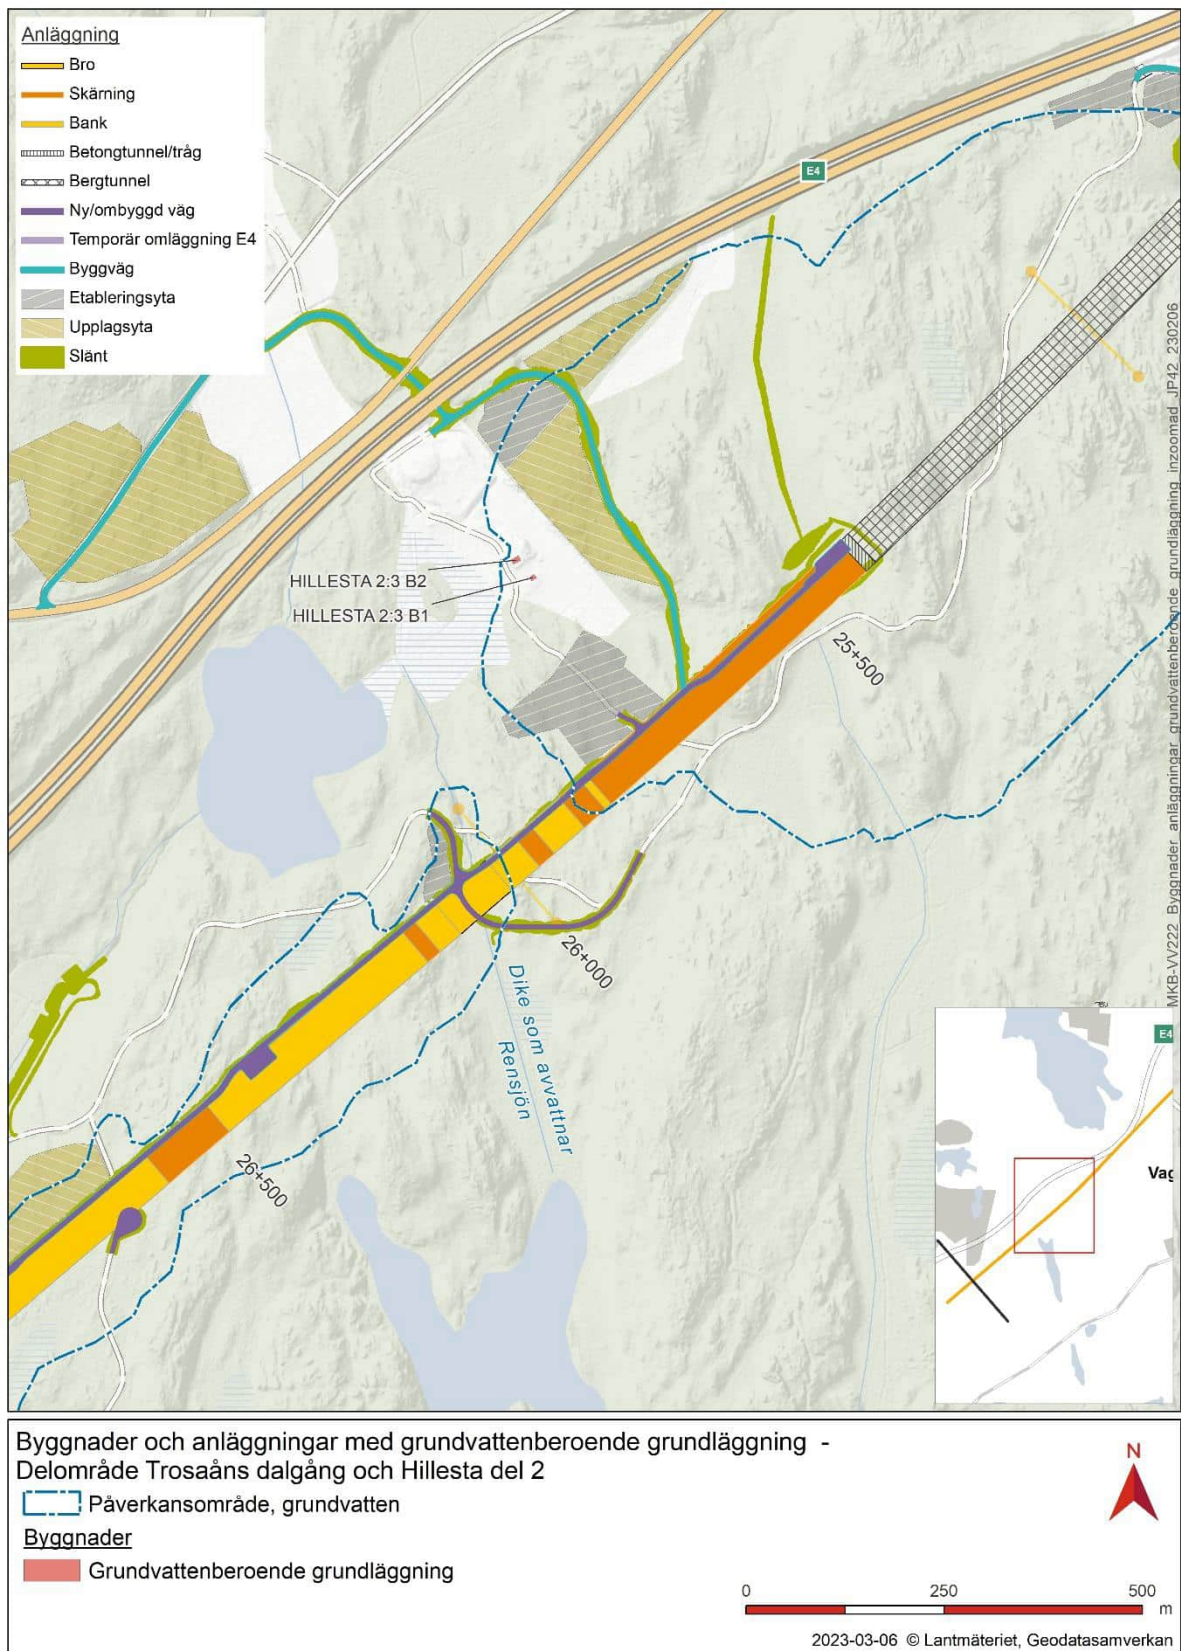 Anläggning
Bro
Skärning
Bank
Betongtunnel/tråg
Bergtunnel
Ny/ombyggd väg
Temporär omläggning E4
Byggväg
Etableringsyta
Upplagsyta
Slänt
E4
HILLESTA 2:3 B2
HILLESTA 2:3 B1
25+500
26+000
Dike som avvattnar
Rensjön
26+500
MKB-VV222_Byggnader_anläggningar_grundvattenberoende_grundläggning_inzoomad_JP42_230206
E4
Vag
Byggnader och anläggningar med grundvattenberoende grundläggning -
Delområde Trosaåns dalgång och Hillesta del 2
Påverkansområde, grundvatten
Byggnader
Grundvattenberoende grundläggning
N
0 250 500
m
2023-03-06 © Lantmäteriet, Geodatasamverkan